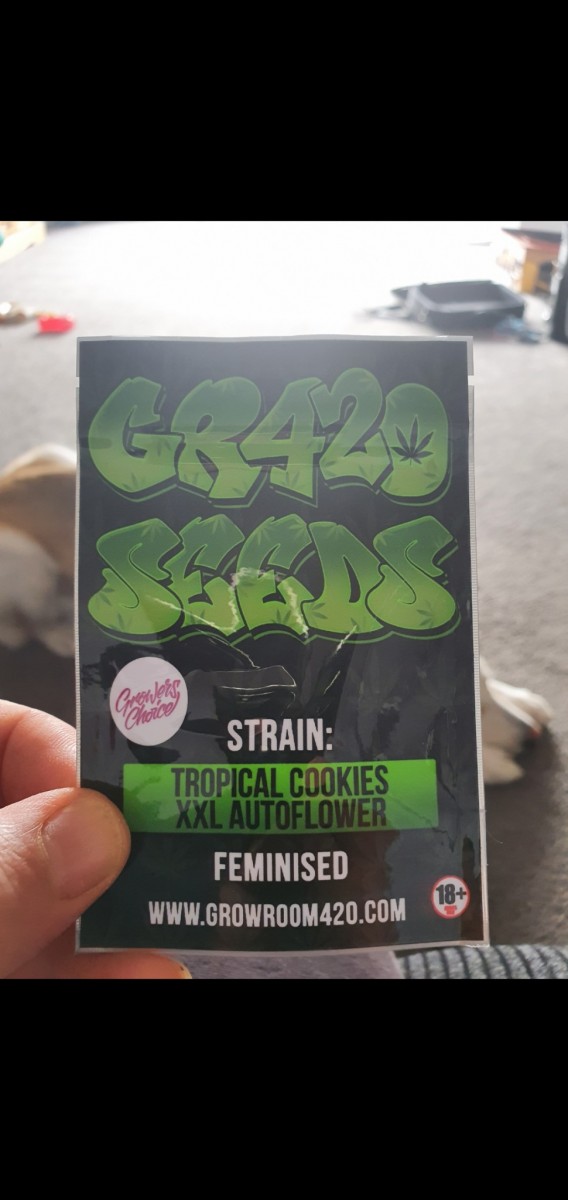 GR420
SEEDS
Growers
Choice
STRAIN:
TROPICAL COOKIES
XXL AUTOFLOWER
FEMINISED
WWW.GROWROOM420.COM
18+